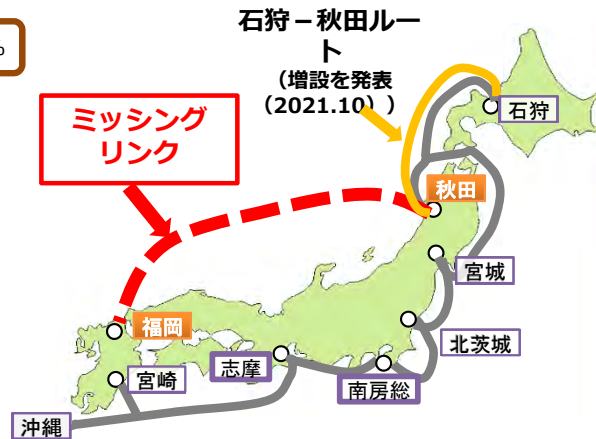 %
石狩－秋田ルー
ト
（増設を発表
（2021.10））
ミッシング
リンク
石狩
秋田
宮城
福岡
北茨城
志摩
宮崎
南房総
沖縄